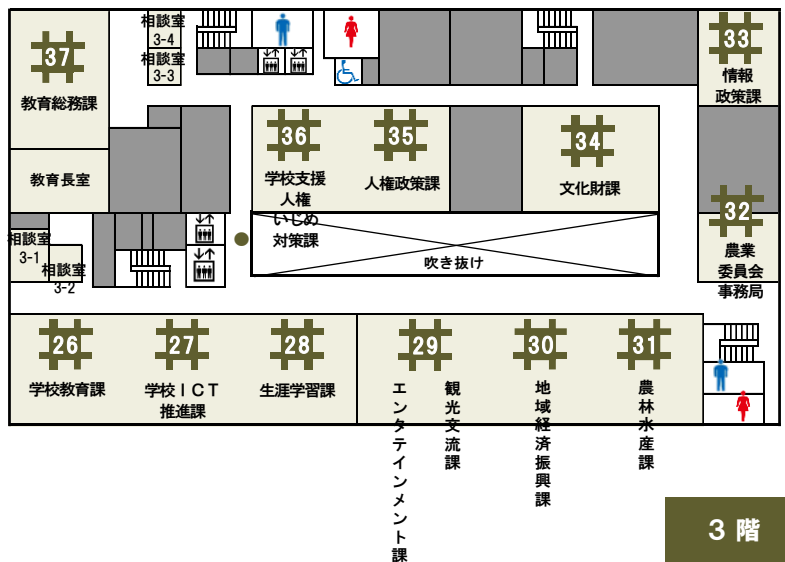 37
教育総務課
相談室
3-4
相談室
3-3
33
情報
政策課
教育長室
36
学校支援
人権
いじめ
対策課
35
人権政策課
34
文化財課
32
農業
委員会
事務局
相談室
3-1
相談室
3-2
吹き抜け
26
学校教育課
27
学校ICT
推進課
28
生涯学習課
29
観光交流課
エンタテインメント課
30
地域経済振興課
31
農林水産課
3階